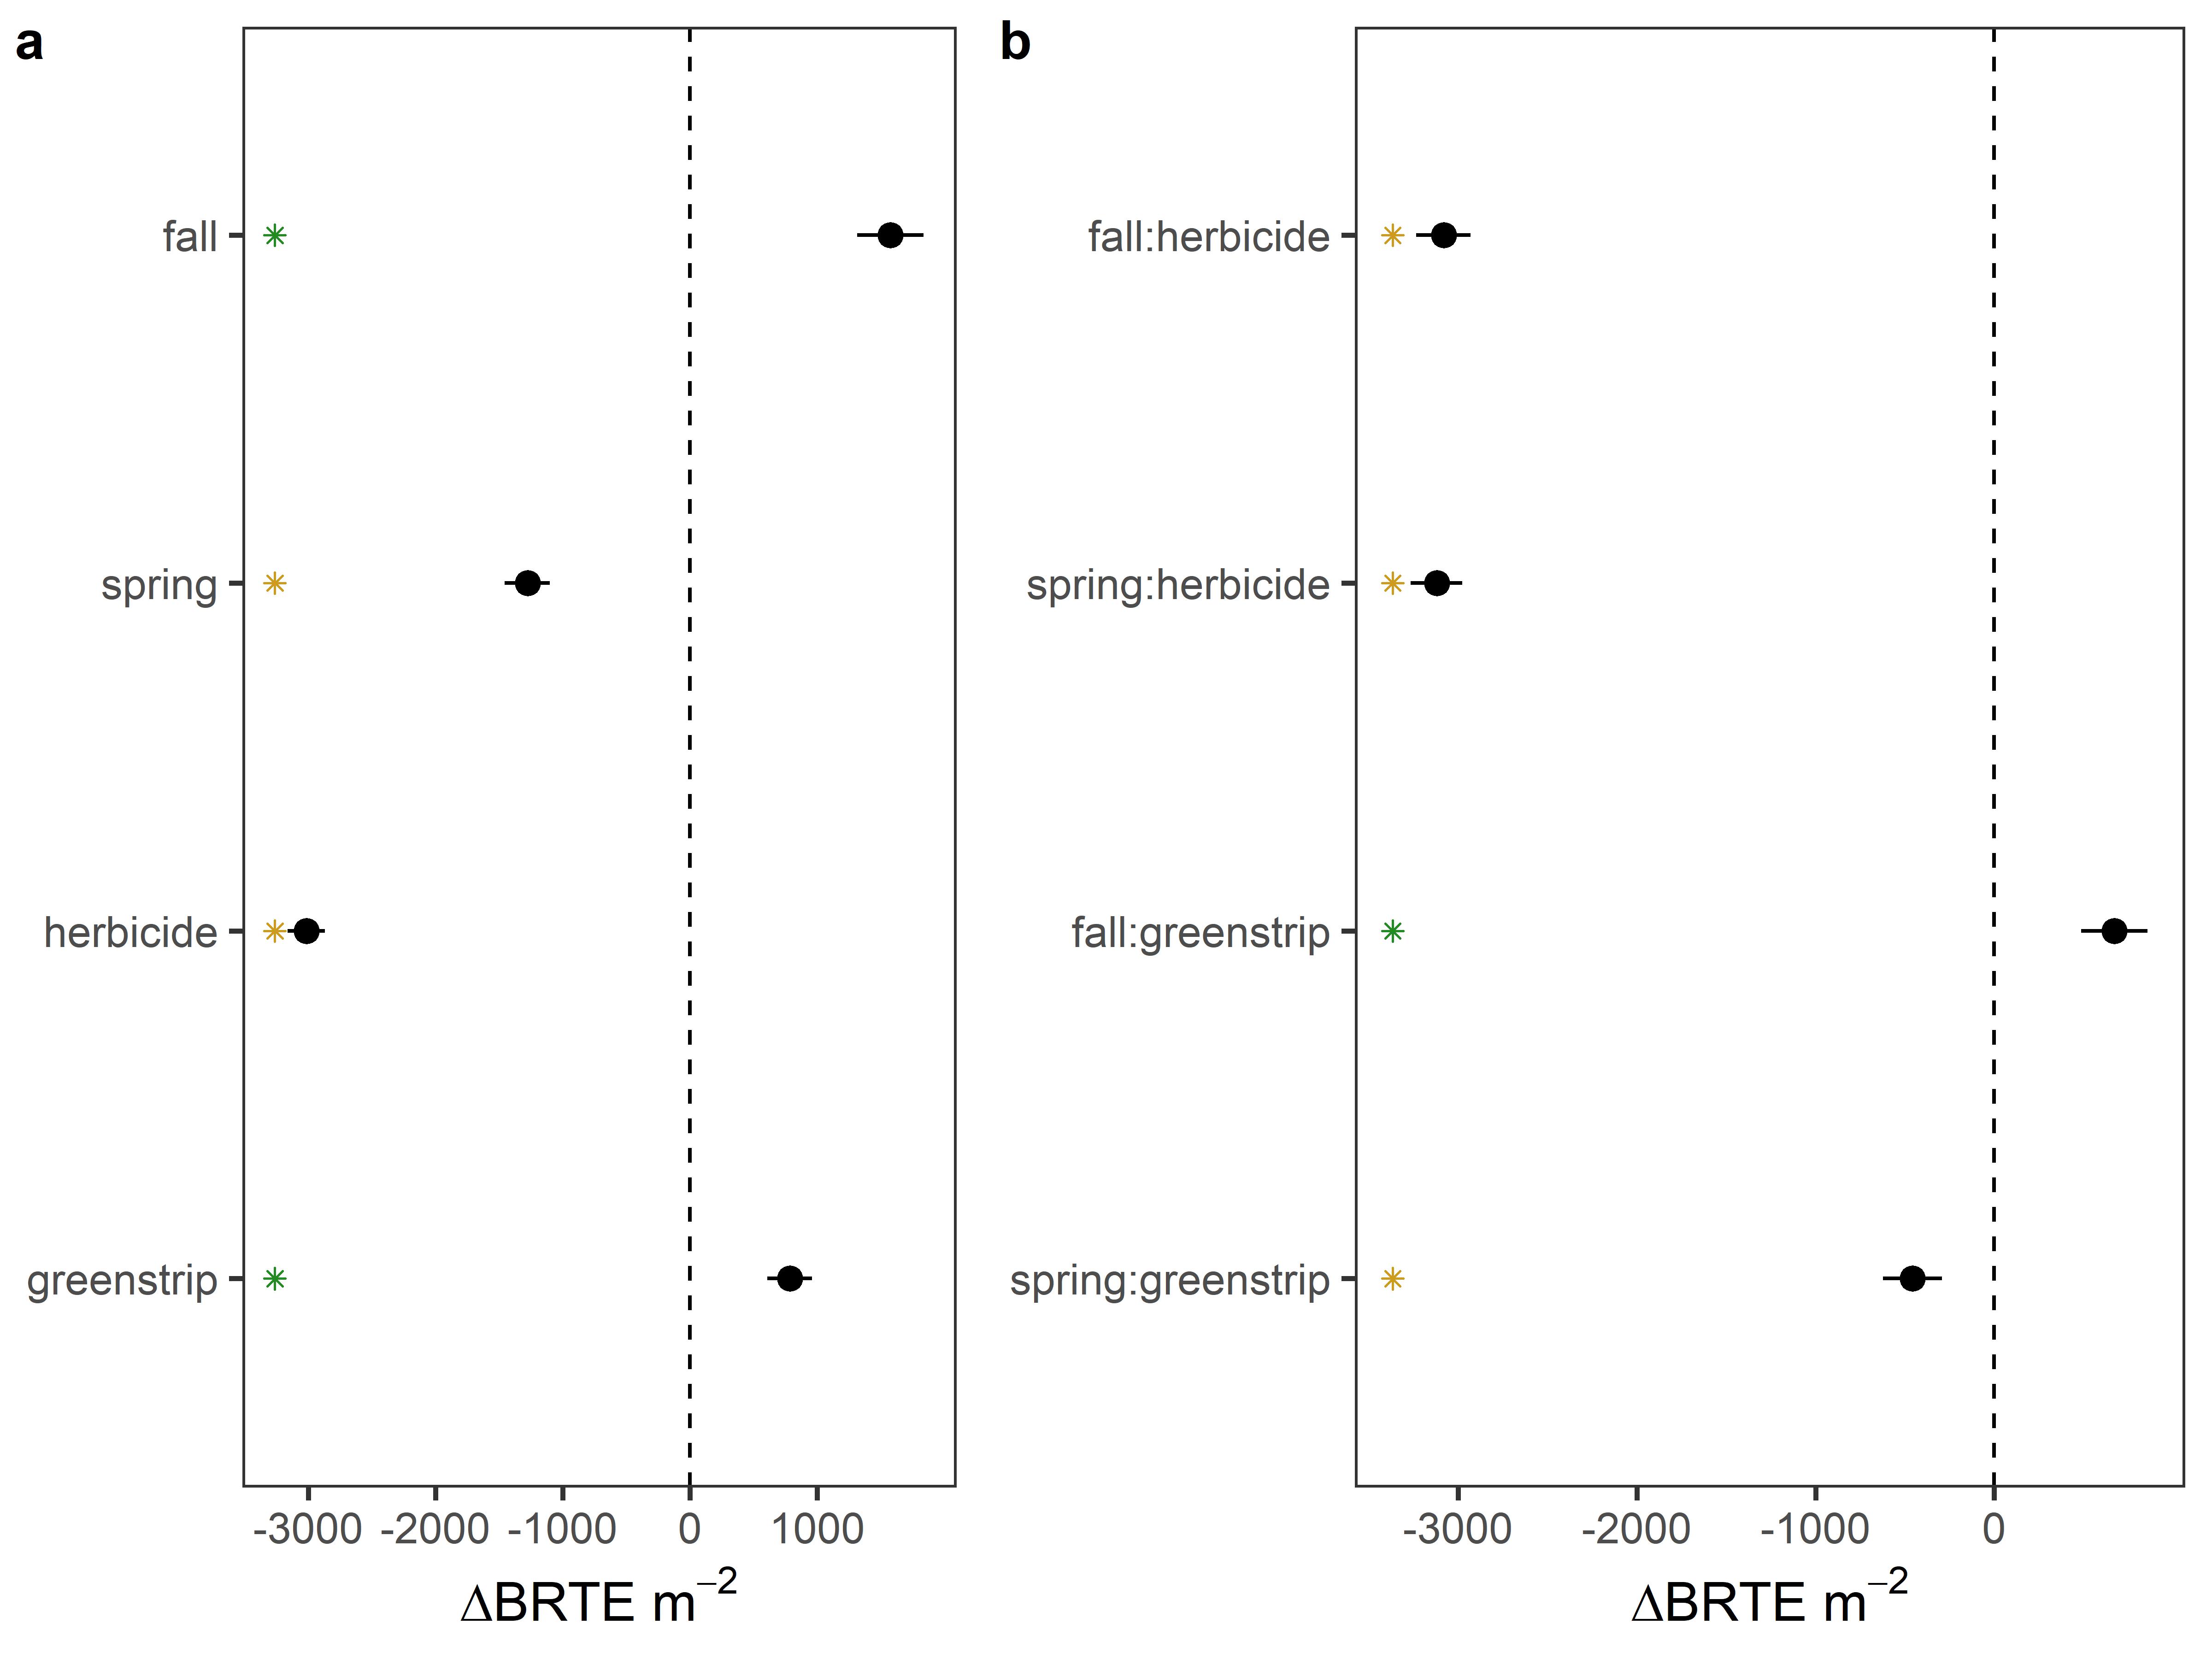 a
fall
spring
herbicide
greenstrip
-3000 -2000 -1000 0 1000
ΔBRTE m⁻²
b
fall:herbicide
spring:herbicide
fall:greenstrip
spring:greenstrip
-3000 -2000 -1000 0
ΔBRTE m⁻²